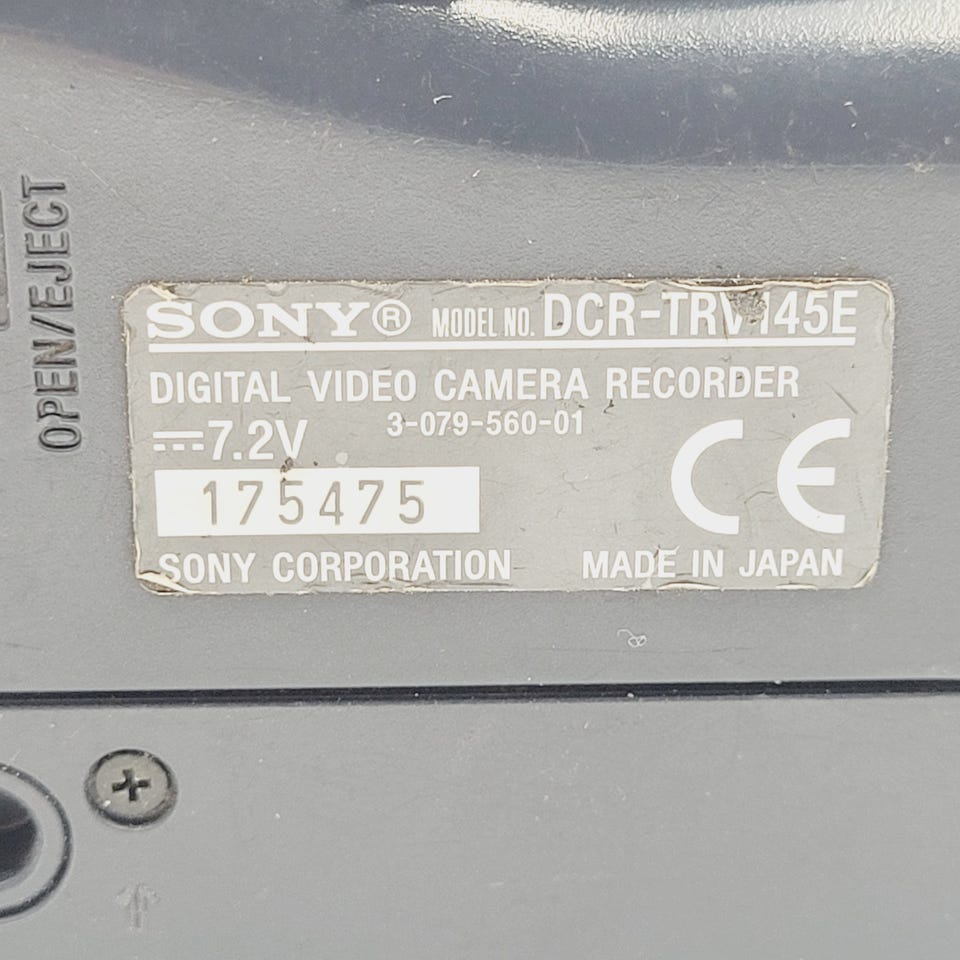 OPEN/EJECT
SONY® MODEL NO. DCR-TRV145E
DIGITAL VIDEO CAMERA RECORDER
7.2V 3-079-560-01
175475
CE
SONY CORPORATION MADE IN JAPAN